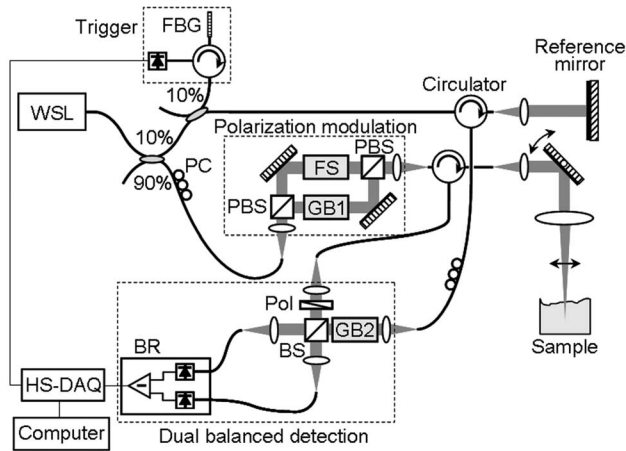 Trigger
FBG
Reference
mirror
Circulator
10%
WSL
10%
Polarization modulation
PC
90%
FS
PBS
PBS
GB1
Pol
GB2
BS
BR
Sample
HS-DAQ
Computer
Dual balanced detection